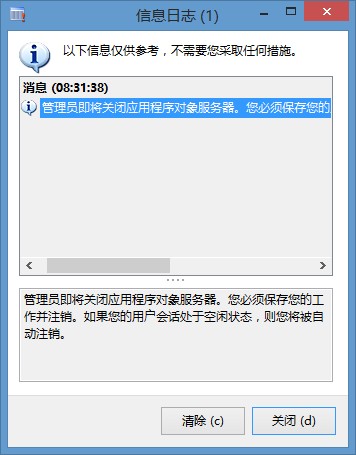 信息日志 (1)
以下信息仅供参考，不需要您采取任何措施。
消息 (08:31:38)
管理员即将关闭应用程序对象服务器。您必须保存您的
管理员即将关闭应用程序对象服务器。您必须保存您的工
作并注销。如果您的用户会话处于空闲状态，则您将被自
动注销。
清除 (c)
关闭 (d)